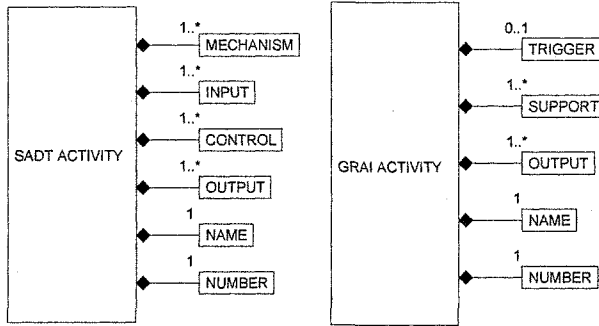 1..*
MECHANISM
1..*
INPUT
1..*
CONTROL
1..*
OUTPUT
1
NAME
1
NUMBER
SADT ACTIVITY
0..1
TRIGGER
1..*
SUPPORT
1..*
OUTPUT
1
NAME
1
NUMBER
GRAI ACTIVITY